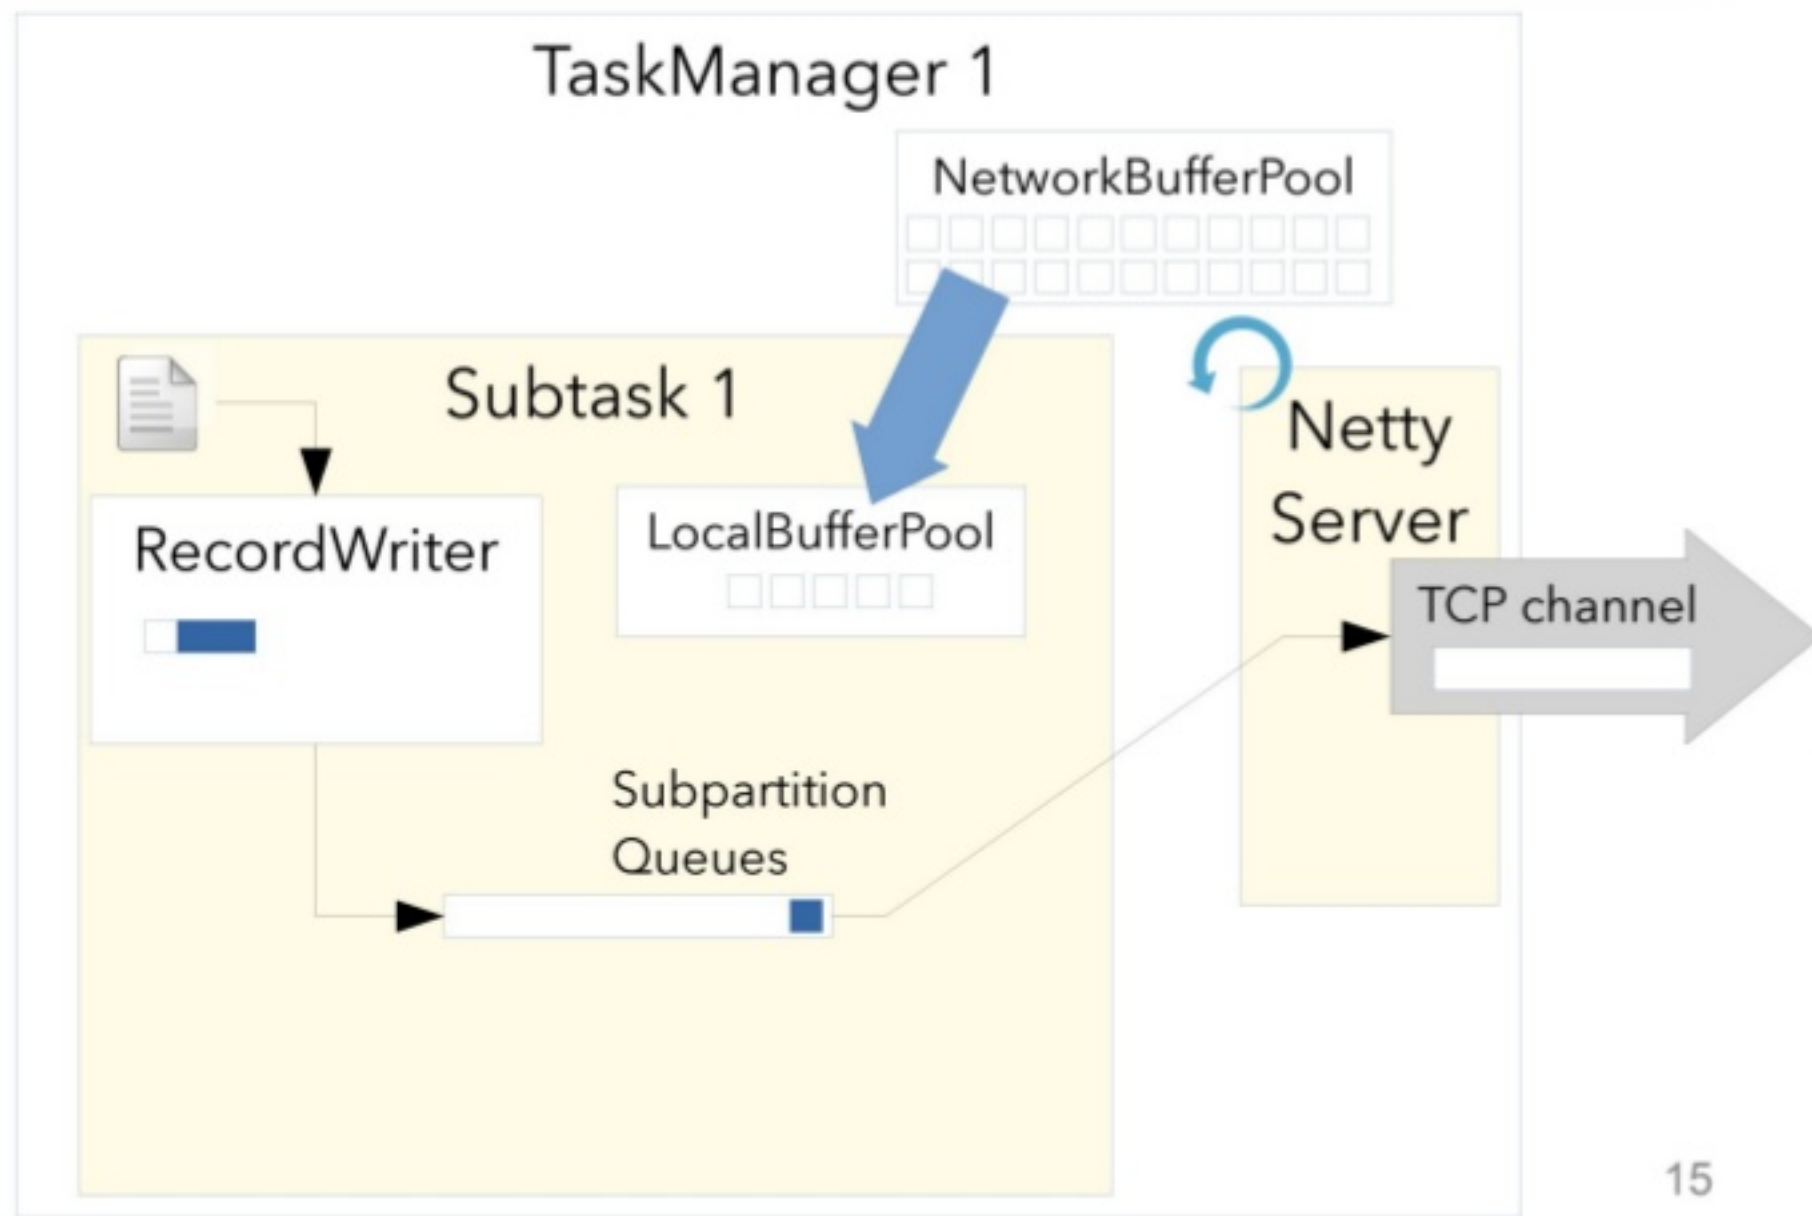 TaskManager 1
NetworkBufferPool
Subtask 1
Netty
Server
RecordWriter
LocalBufferPool
TCP channel
Subpartition
Queues
15